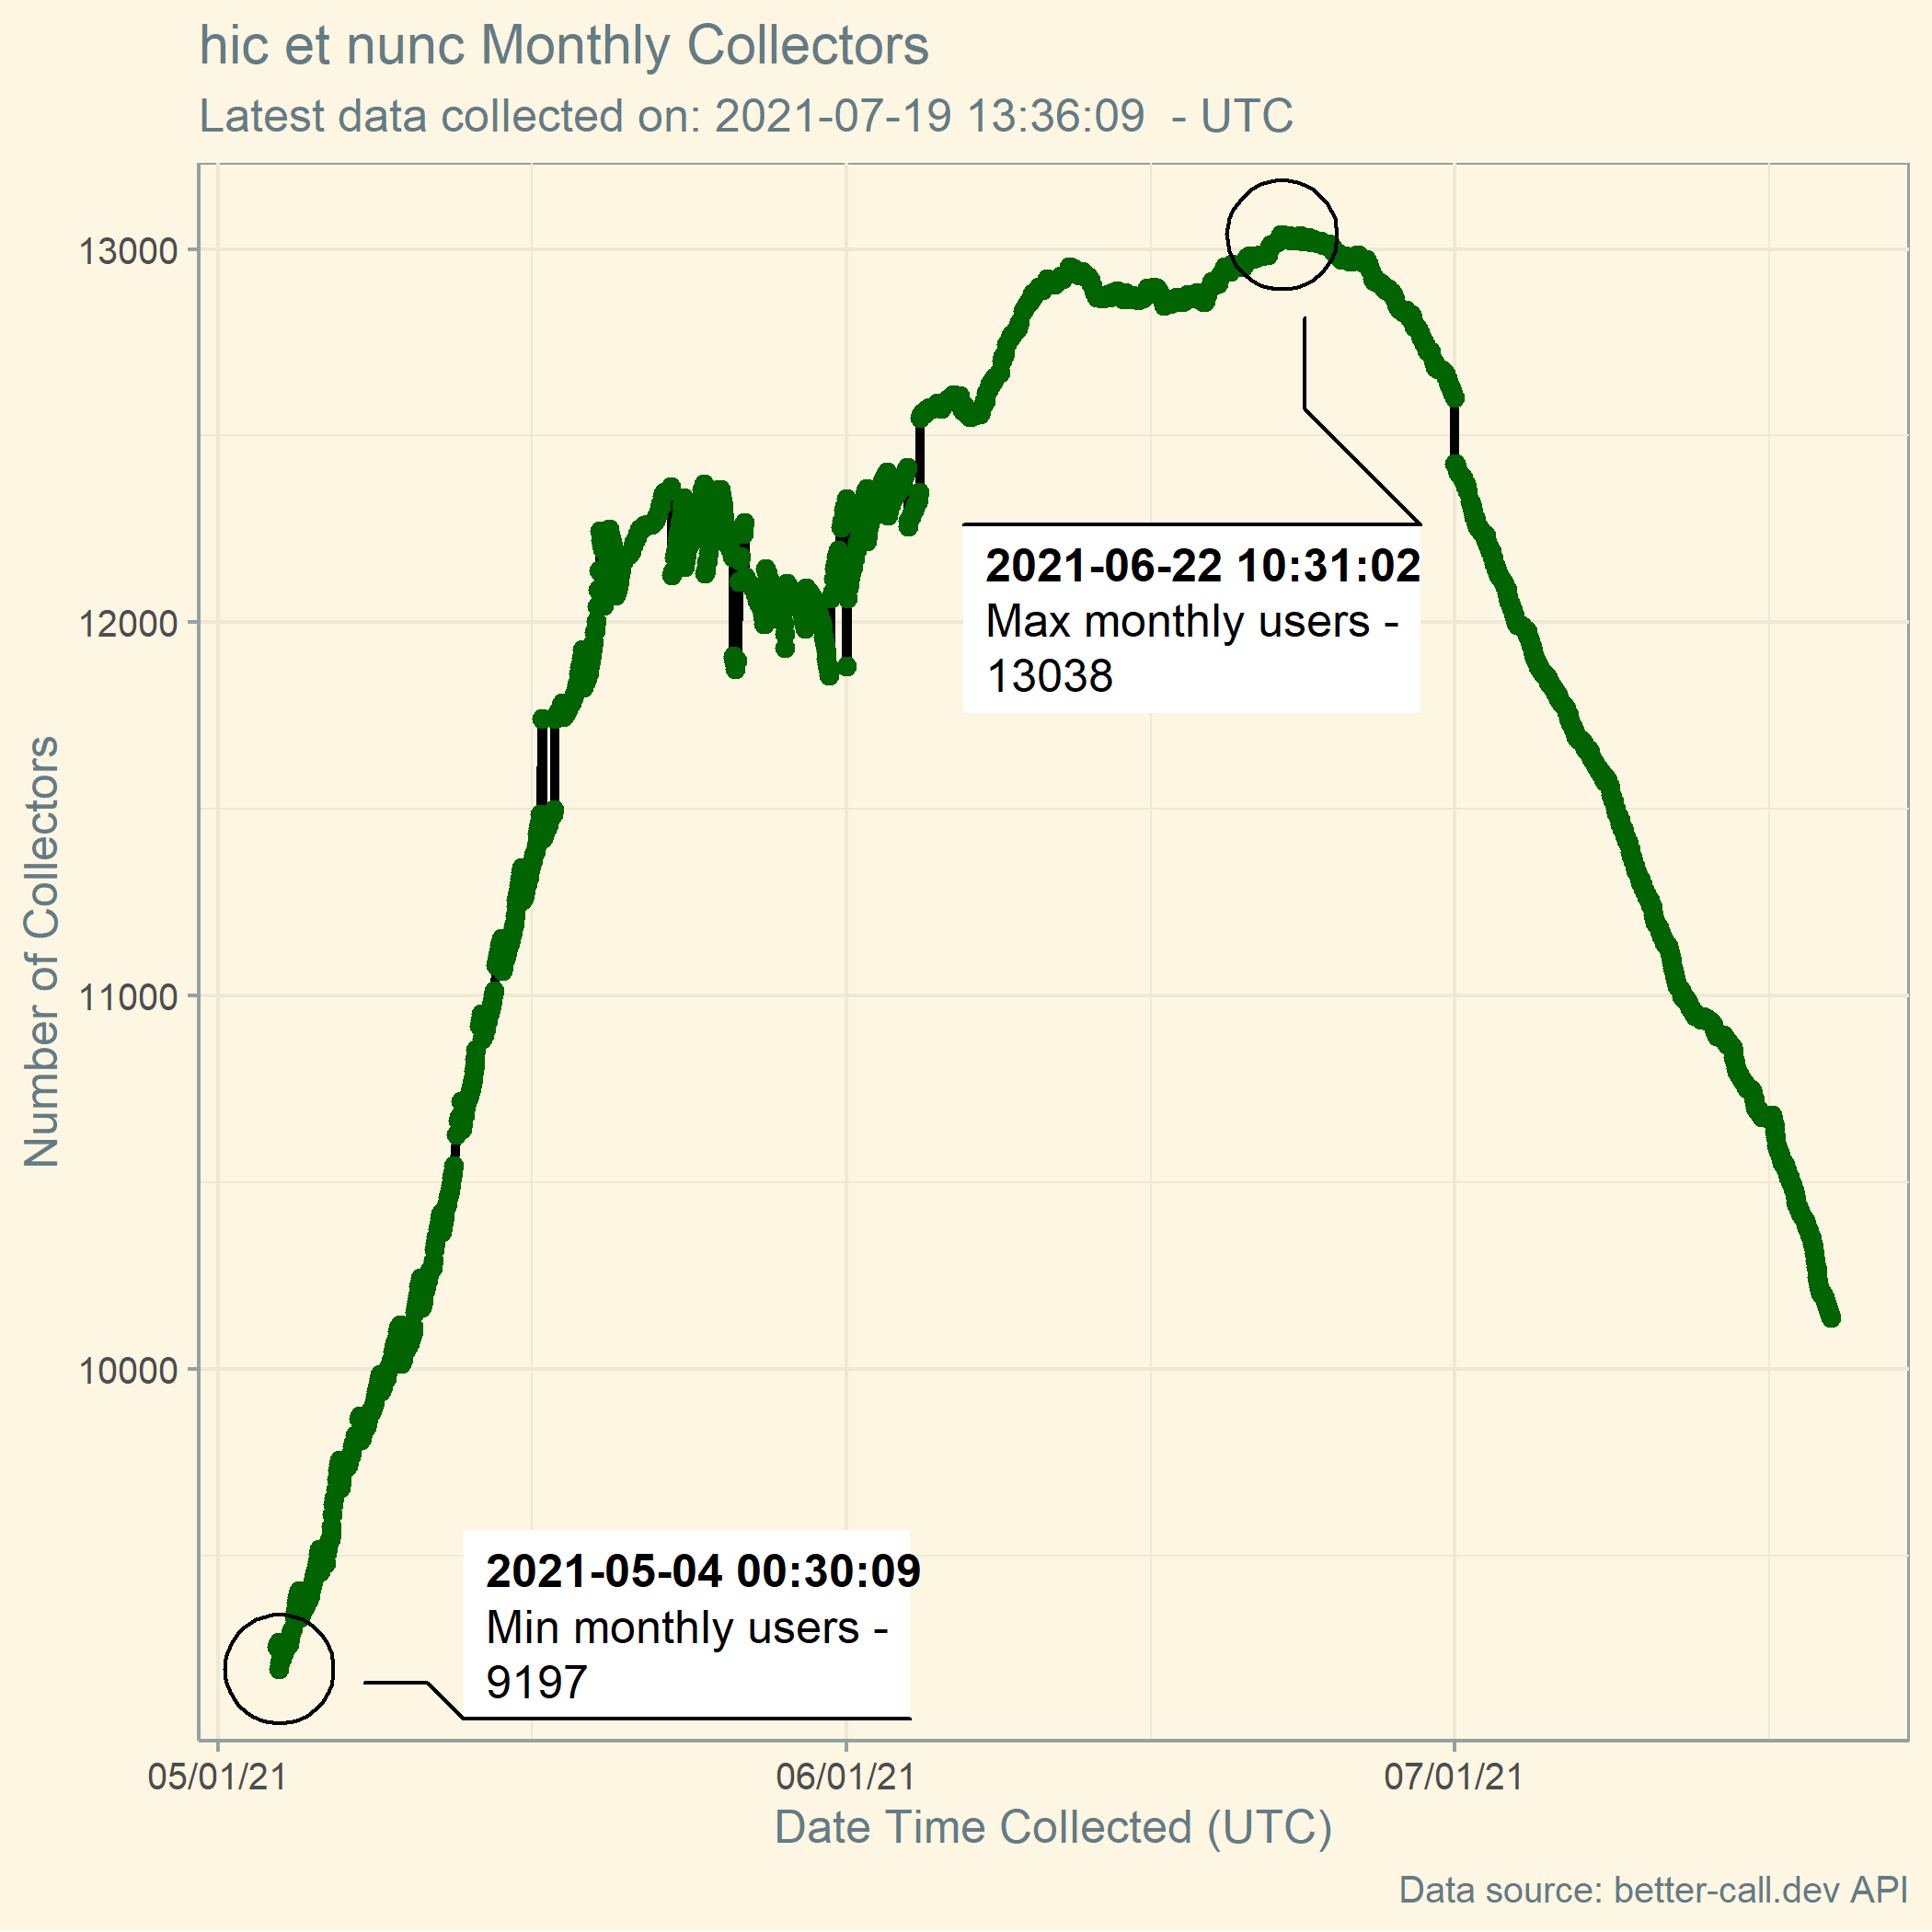 hic et nunc Monthly Collectors
Latest data collected on: 2021-07-19 13:36:09  - UTC
13000
12000
11000
10000
Number of Collectors
2021-06-22 10:31:02
Max monthly users -
13038
2021-05-04 00:30:09
Min monthly users -
9197
05/01/21
06/01/21
07/01/21
Date Time Collected (UTC)
Data source: better-call.dev API